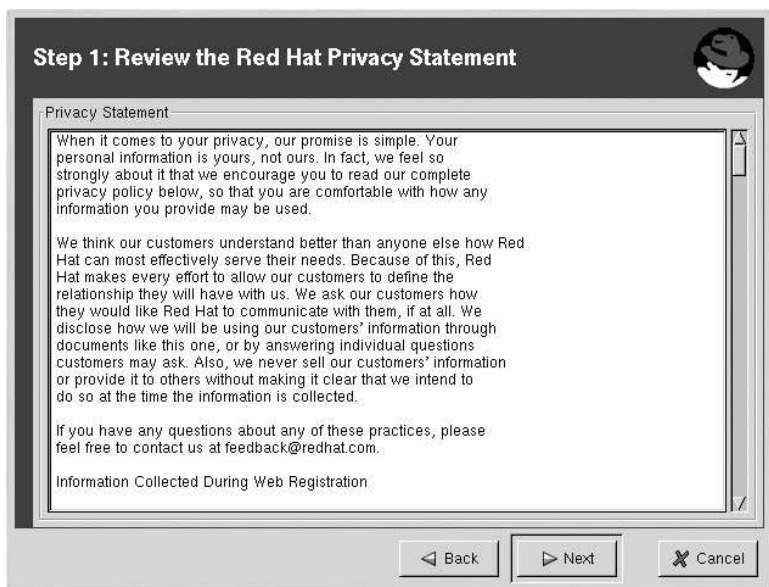 Step 1: Review the Red Hat Privacy Statement
Privacy Statement
When it comes to your privacy, our promise is simple. Your
personal information is yours, not ours. In fact, we feel so
strongly about it that we encourage you to read our complete
privacy policy below, so that you are comfortable with how any
information you provide may be used.
We think our customers understand better than anyone else how Red
Hat can most effectively serve their needs. Because of this, Red
Hat makes every effort to allow our customers to define the
relationship they will have with us. We ask our customers how
they would like Red Hat to communicate with them, if at all. We
disclose how we will be using our customers' information through
documents like this one, or by answering individual questions
customers may ask. Also, we never sell our customers' information
or provide it to others without making it clear that we intend to
do so at the time the information is collected.
If you have any questions about any of these practices, please
feel free to contact us at feedback@redhat.com.
Information Collected During Web Registration
Back
Next
Cancel